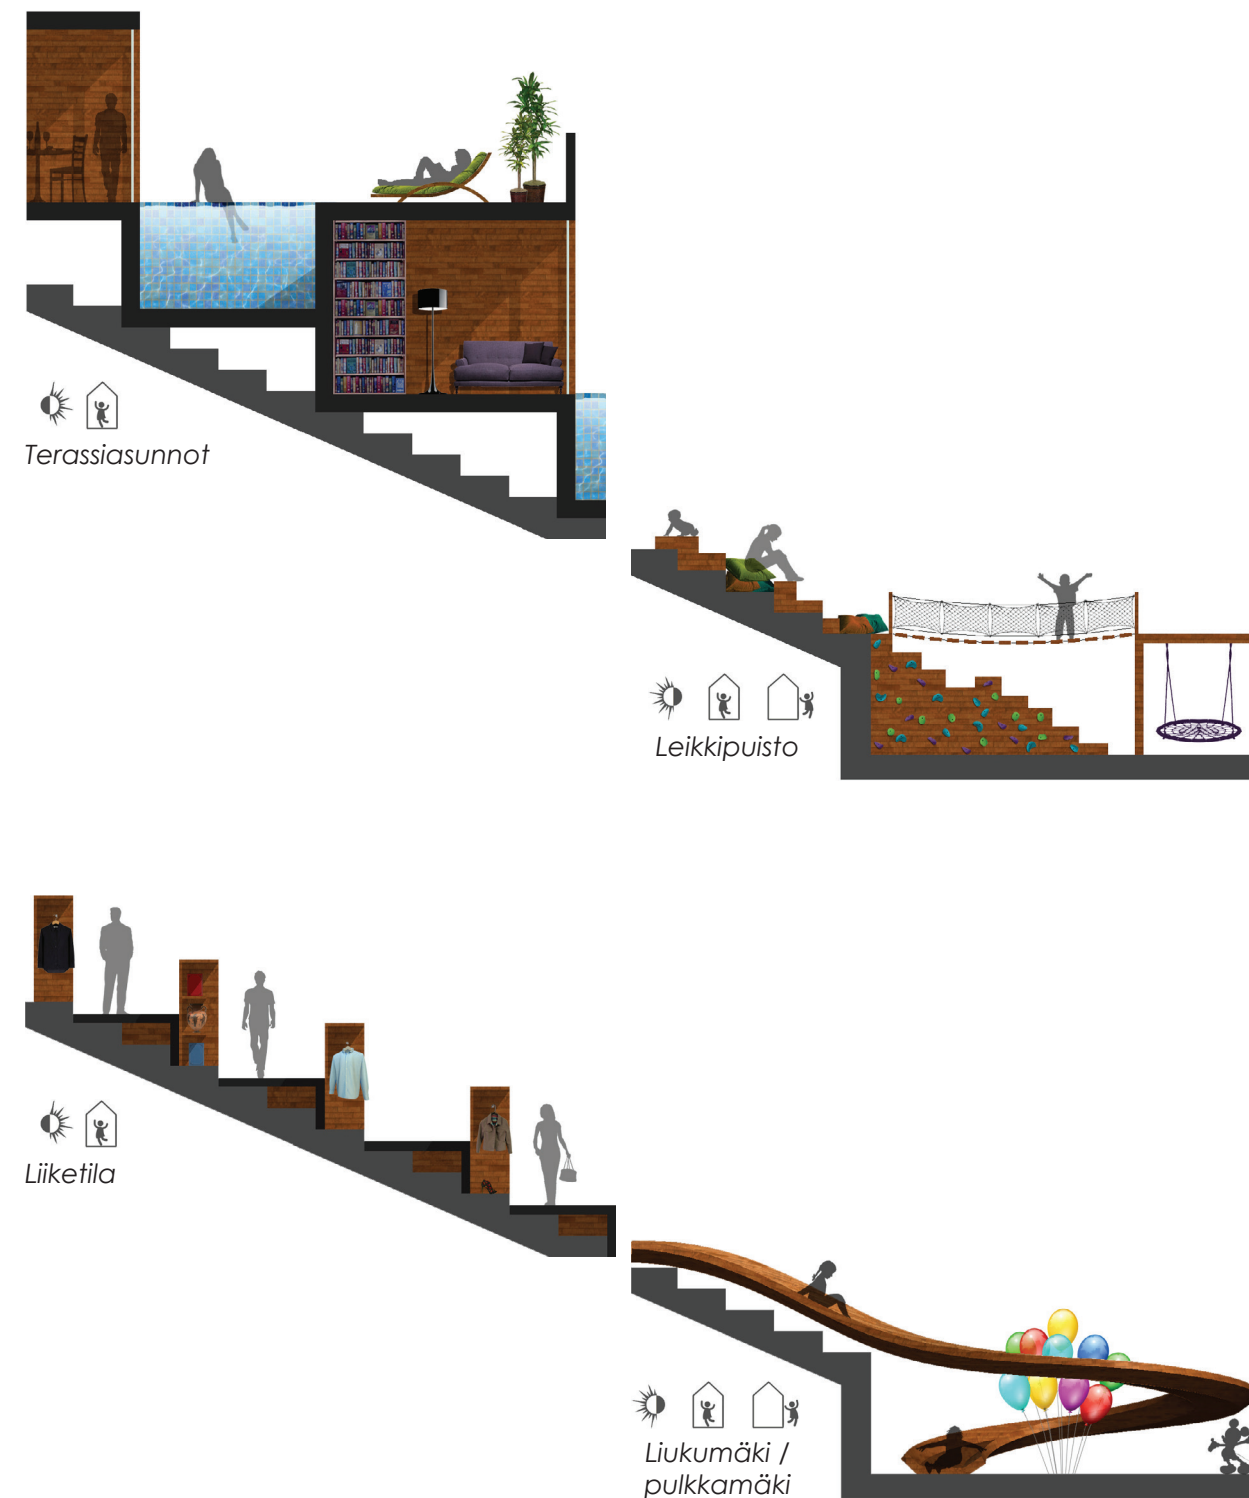 Terassiasunnot
Leikkipuisto
Liiketila
Liukumäki /
pulkkamäki